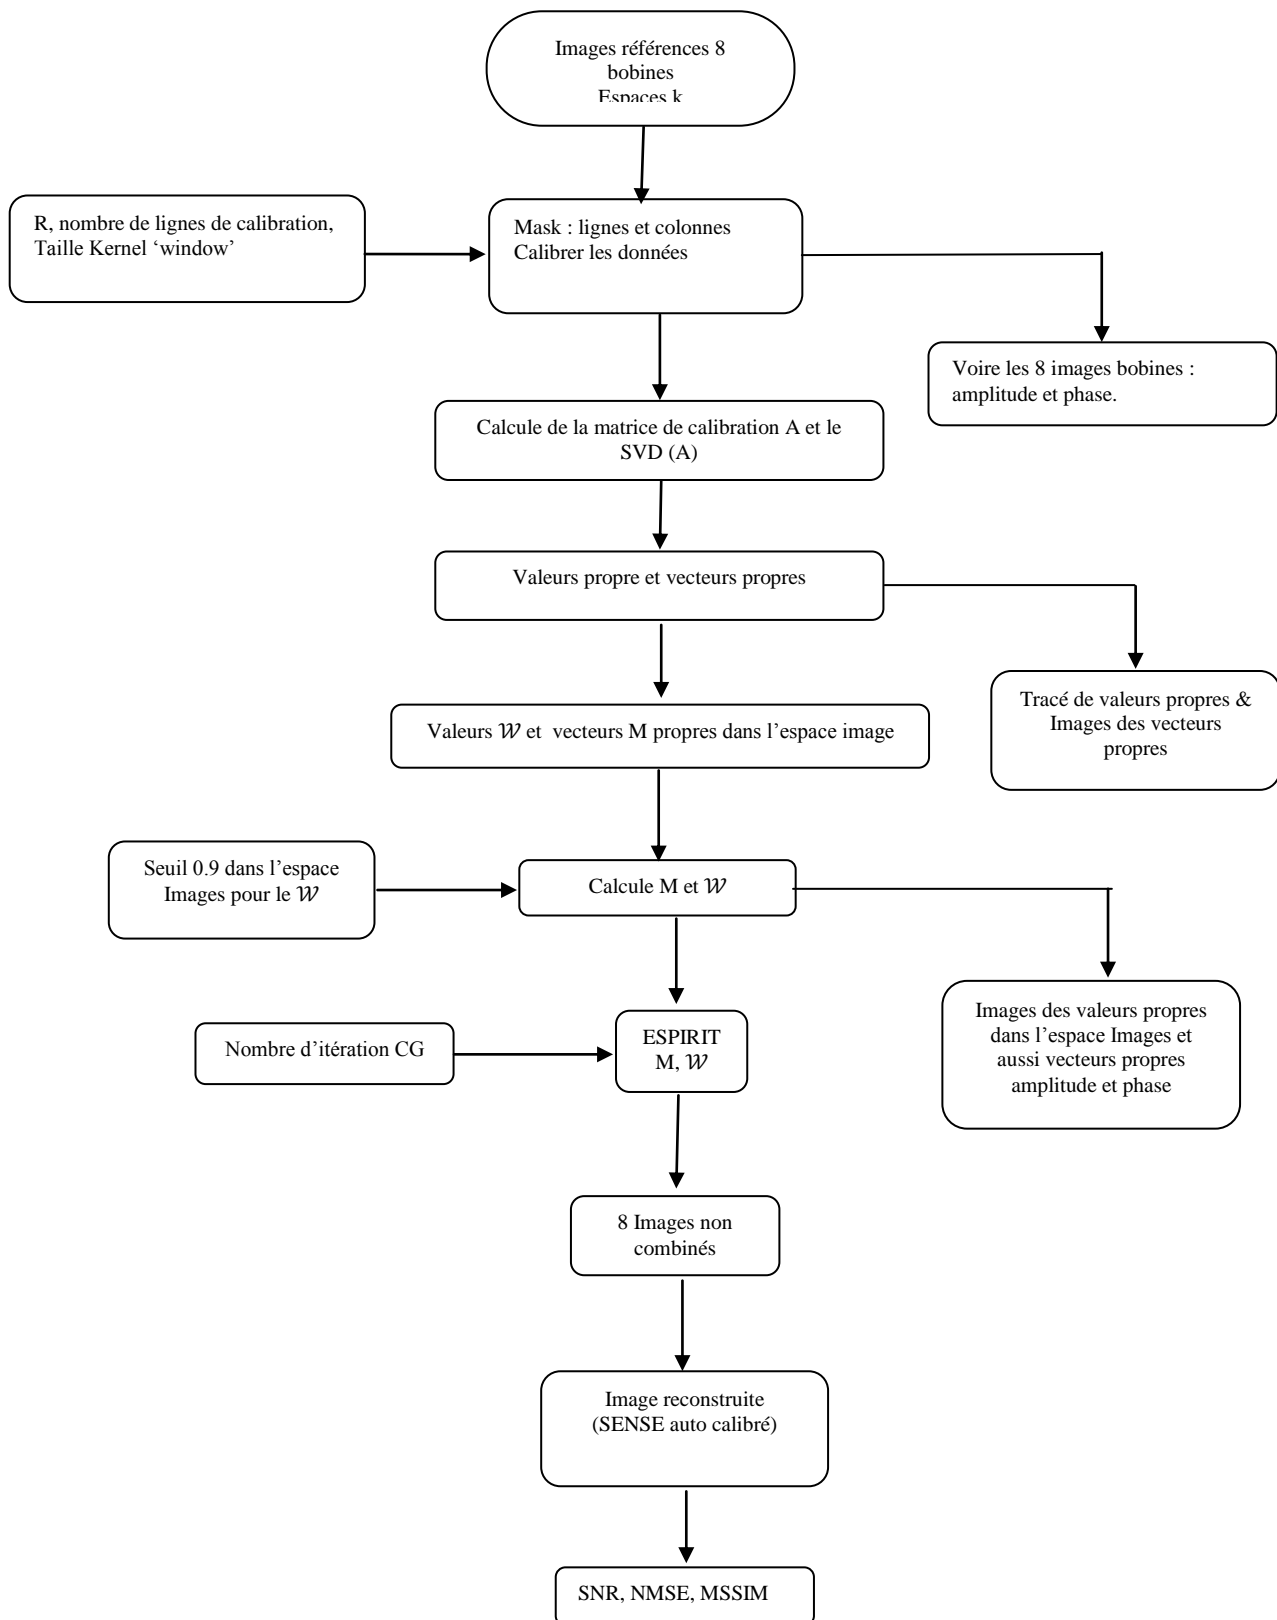 Images références 8
bobines
Espaces k
R, nombre de lignes de calibration,
Taille Kernel ‘window’
Mask : lignes et colonnes
Calibrer les données
Voire les 8 images bobines :
amplitude et phase.
Calcule de la matrice de calibration A et le
SVD (A)
Valeurs propre et vecteurs propres
Tracé de valeurs propres &
Images des vecteurs
propres
Valeurs 𝒲 et vecteurs M propres dans l’espace image
Seuil 0.9 dans l’espace
Images pour le 𝒲
Calcule M et 𝒲
Images des valeurs propres
dans l’espace Images et
aussi vecteurs propres
amplitude et phase
Nombre d’itération CG
ESPIRIT
M, 𝒲
8 Images non
combinés
Image reconstruite
(SENSE auto calibré)
SNR, NMSE, MSSIM